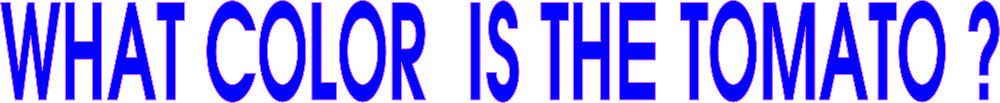 WHAT COLOR IS THE TOMATO ?